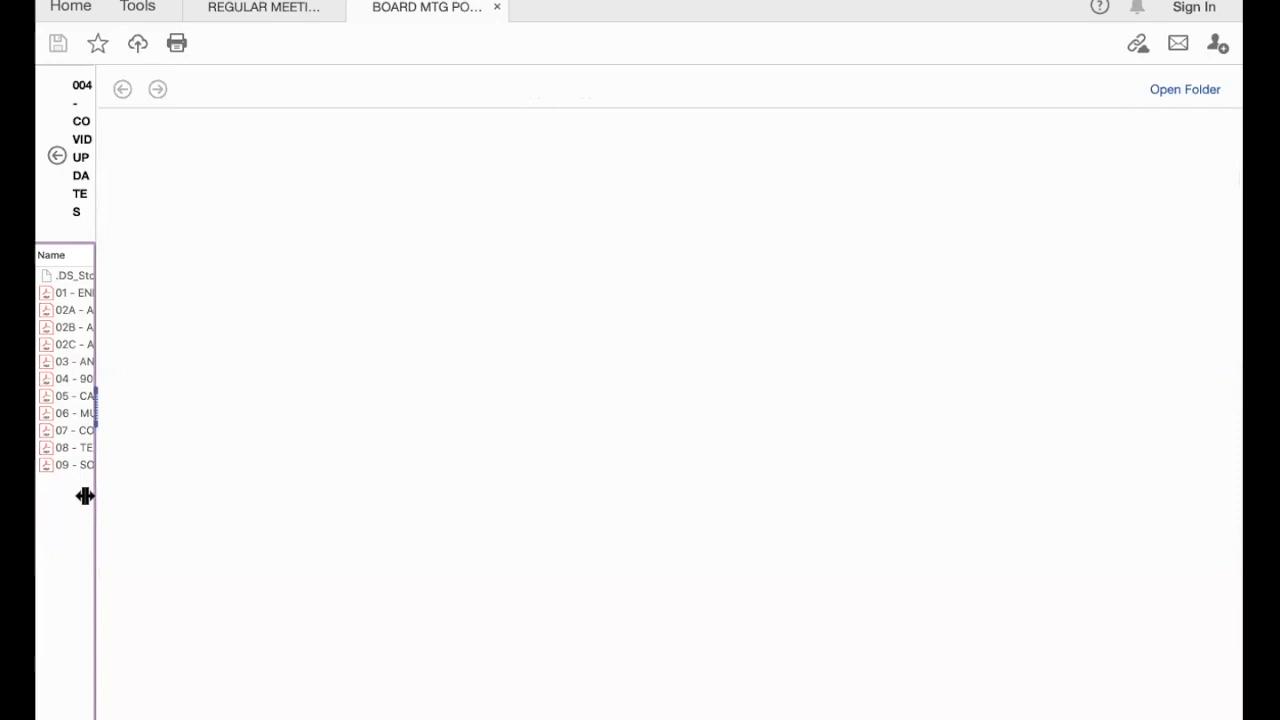 Home Tools REGULAR MEETI... BOARD MTG PO... × Sign In
Open Folder
004
-
CO
VID
UP
DA
TE
S
Name
.DS_Sto
01 - EN
02A - A
02B - A
02C - A
03 - AN
04 - 90
05 - CA
06 - MU
07 - CO
08 - TE
09 - SO